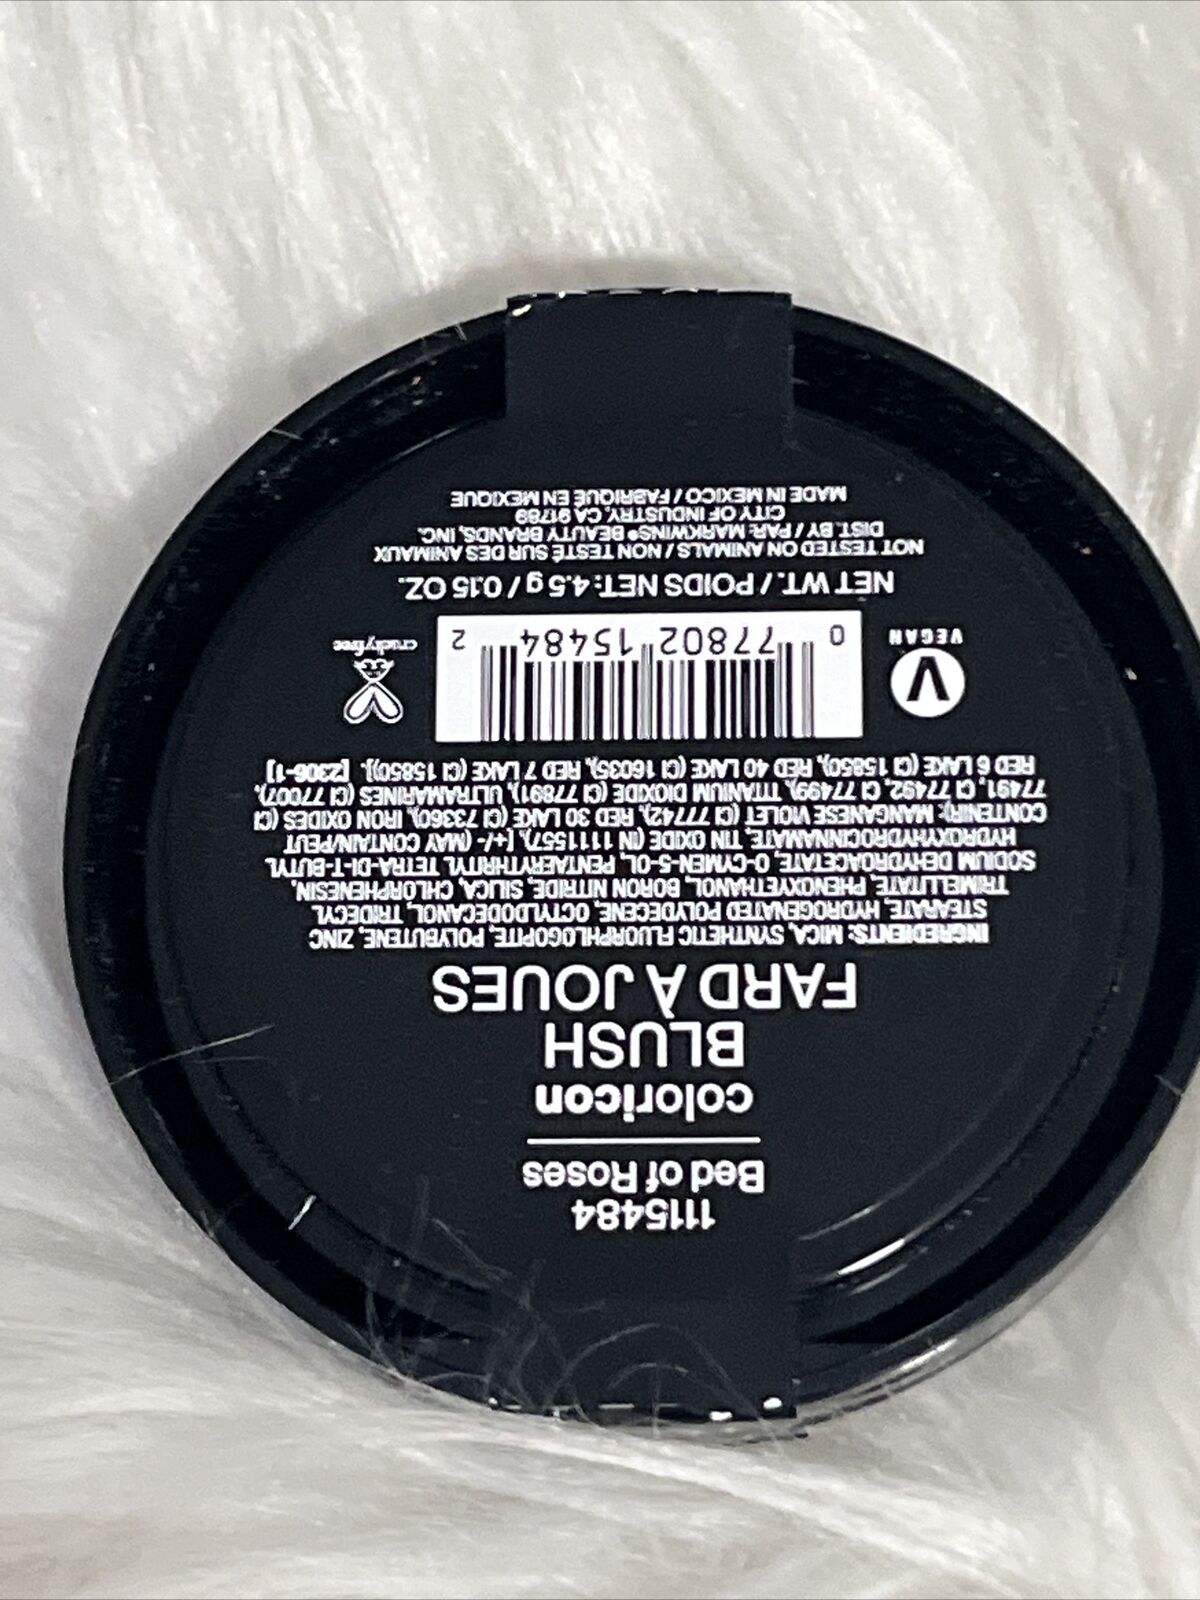 1115484
Bed of Roses
coloricon
BLUSH
FARD À JOUES
INGREDIENTS: MICA, SYNTHETIC FLUORPHLOGOPITE, POLYBUTENE, ZINC
STEARATE, HYDROGENATED POLYDECENE, OCTYLDODECANOL, TRIDECYL
TRIMELLITATE, PHENOXYETHANOL, BORON NITRIDE, SILICA, CHLORPHENESIN,
SODIUM DEHYDROACETATE, O-CYMEN-5-OL, PENTAERYTHRITYL TETRA-DI-T-BUTYL
HYDROXYHYDROCINNAMATE, TIN OXIDE (IN 1111557), [+/- (MAY CONTAIN/PEUT
CONTENIR): MANGANESE VIOLET (CI 77742), RED 30 LAKE (CI 73360), IRON OXIDES (CI
77491, CI 77492, CI 77499), TITANIUM DIOXIDE (CI 77891), ULTRAMARINES (CI 77007),
RED 6 LAKE (CI 15850), RED 40 LAKE (CI 16035), RED 7 LAKE (CI 15850)]. [2306-1]
V
VEGAN
0 77802 15484 2
crueltyfree
NET WT. / POIDS NET: 4.5 g / 0.15 OZ.
NOT TESTED ON ANIMALS / NON TESTÉ SUR DES ANIMAUX
DIST. BY / PAR: MARKWINS® BEAUTY BRANDS, INC.
CITY OF INDUSTRY, CA 91789
MADE IN MEXICO / FABRIQUÉ EN MEXIQUE